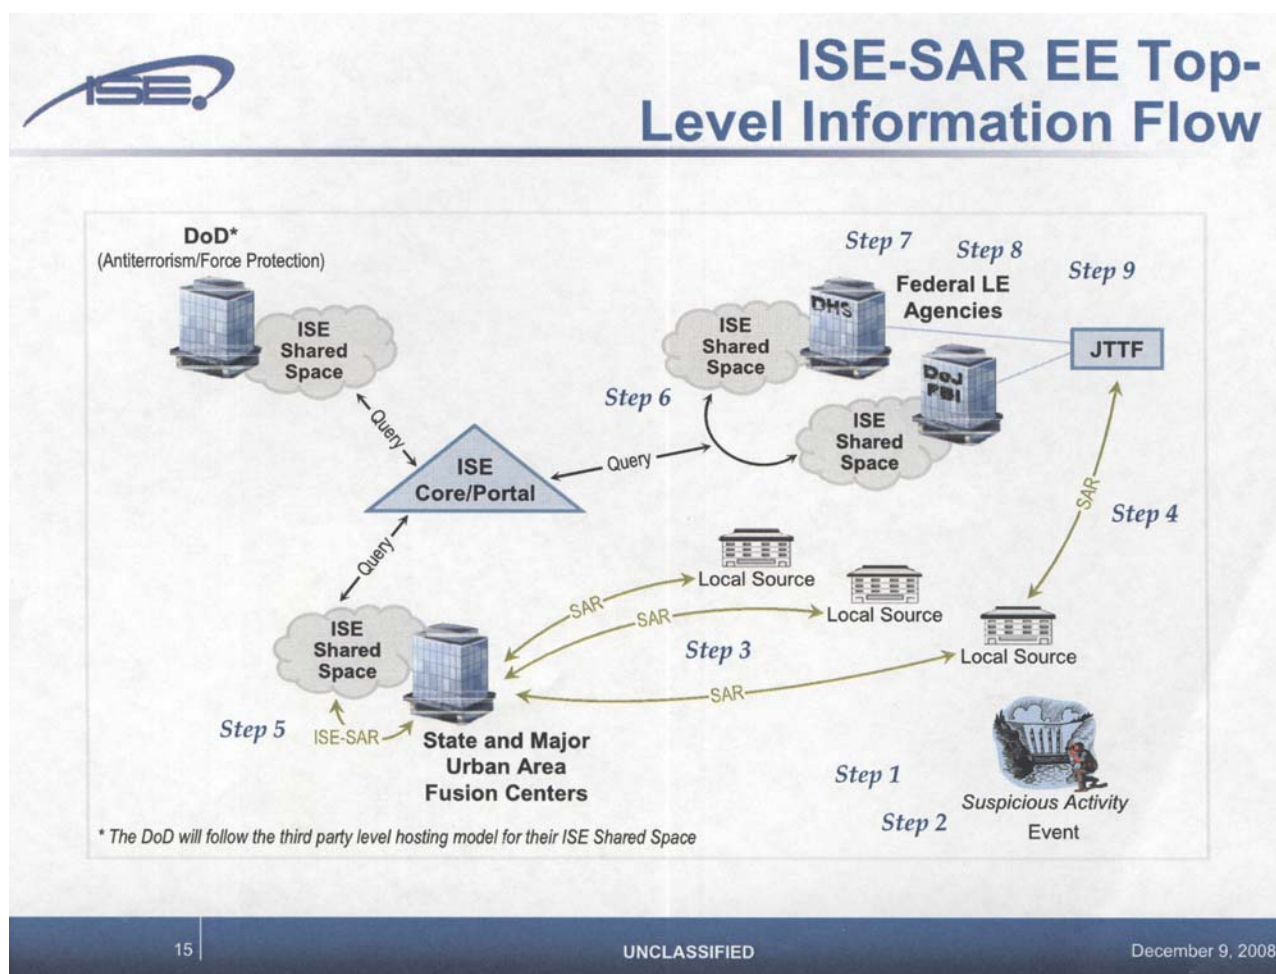 ISE
ISE-SAR EE Top-
Level Information Flow
DoD*
(Antiterrorism/Force Protection)
ISE
Shared
Space
Step 7
Step 8
Step 9
Federal LE
Agencies
DHS
ISE
Shared
Space
JTTF
DoJ
FBI
Step 6
ISE
Shared
Space
Query
Query
ISE
Core/Portal
SAR
Step 4
Query
Local Source
SAR
Local Source
SAR
ISE
Shared
Space
Step 3
Local Source
SAR
Step 5
ISE-SAR
State and Major
Urban Area
Fusion Centers
Step 1
Suspicious Activity
Event
Step 2
* The DoD will follow the third party level hosting model for their ISE Shared Space
15
UNCLASSIFIED
December 9, 2008